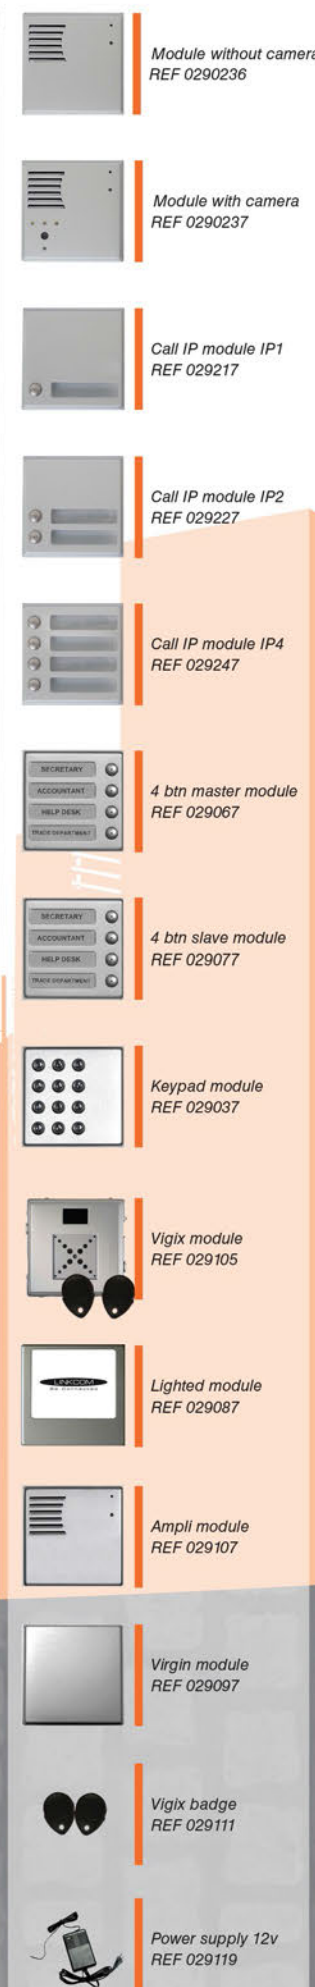 Module without camera
REF 0290236
Module with camera
REF 0290237
Call IP module IP1
REF 029217
Call IP module IP2
REF 029227
Call IP module IP4
REF 029247
SECRETARY
ACCOUNTANT
HELP DESK
TRADE DEPARTMENT
4 btn master module
REF 029067
SECRETARY
ACCOUNTANT
HELP DESK
TRADE DEPARTMENT
4 btn slave module
REF 029077
Keypad module
REF 029037
Vigix module
REF 029105
LINKCOM
Be Connected
Lighted module
REF 029087
Ampli module
REF 029107
Virgin module
REF 029097
Vigix badge
REF 029111
Power supply 12v
REF 029119